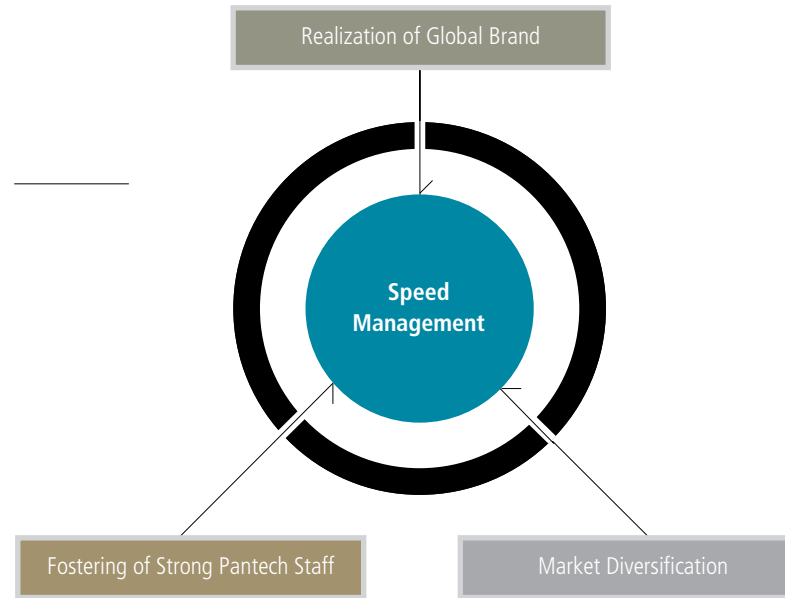 Realization of Global Brand
Speed
Management
Fostering of Strong Pantech Staff
Market Diversification